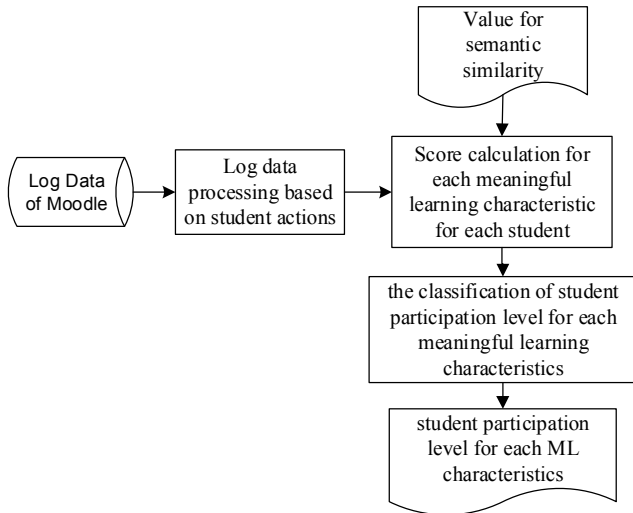 Value for
semantic
similarity
Log Data
of Moodle
Log data
processing based
on student actions
Score calculation for
each meaningful
learning characteristic
for each student
the classification of student
participation level for each
meaningful learning
characteristics
student participation
level for each ML
characteristics